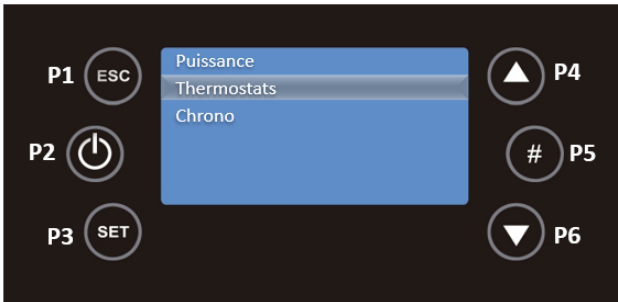 P1 ESC
P2
P3 SET
Puissance
Thermostats
Chrono
P4
# P5
P6